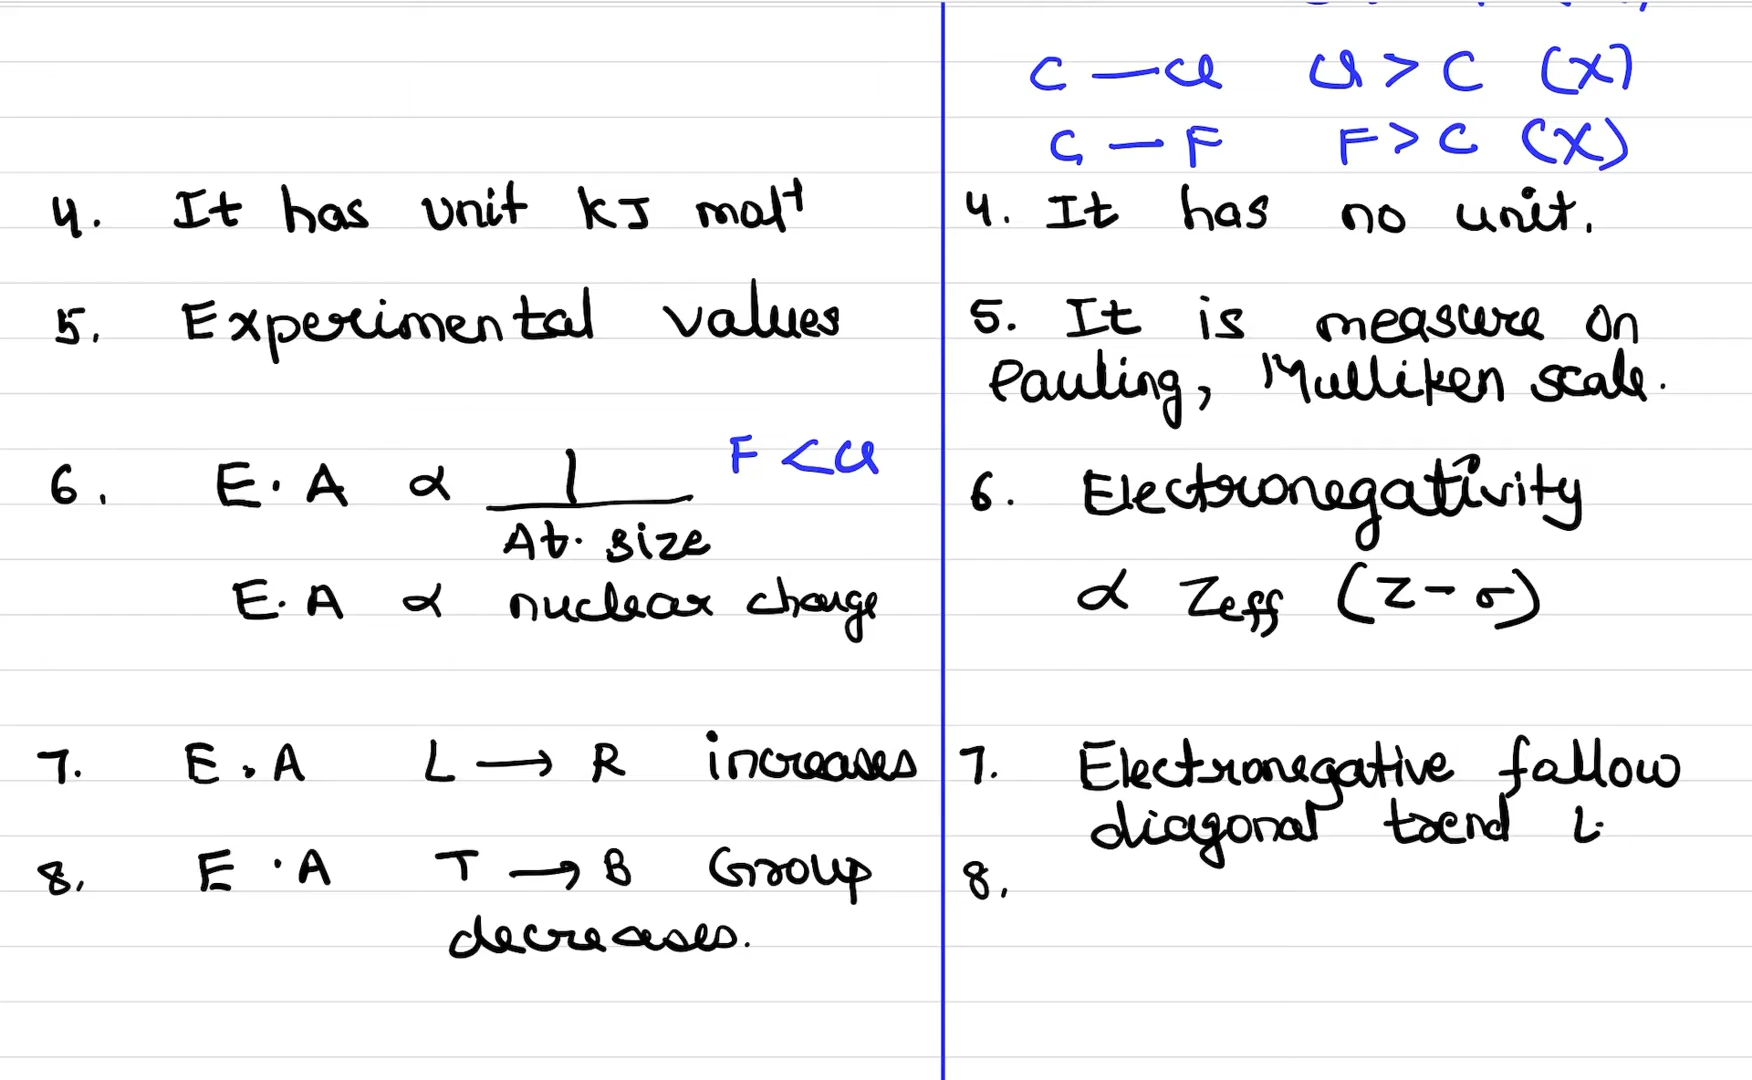 C — Cl Cl > C (X)
C — F F > C (X)
4. It has unit KJ mol⁻¹
4. It has no unit.
5. Experimental values
5. It is measure on
Pauling, Mulliken scale.
6. E.A ∝ 1 / At. size F < Cl
E.A ∝ nuclear charge
6. Electronegativity
∝ Zeff (Z - σ)
7. E.A L → R increases
7. Electronegative fallow
diagonal trend L
8. E.A T → B Group
decreases.
8.